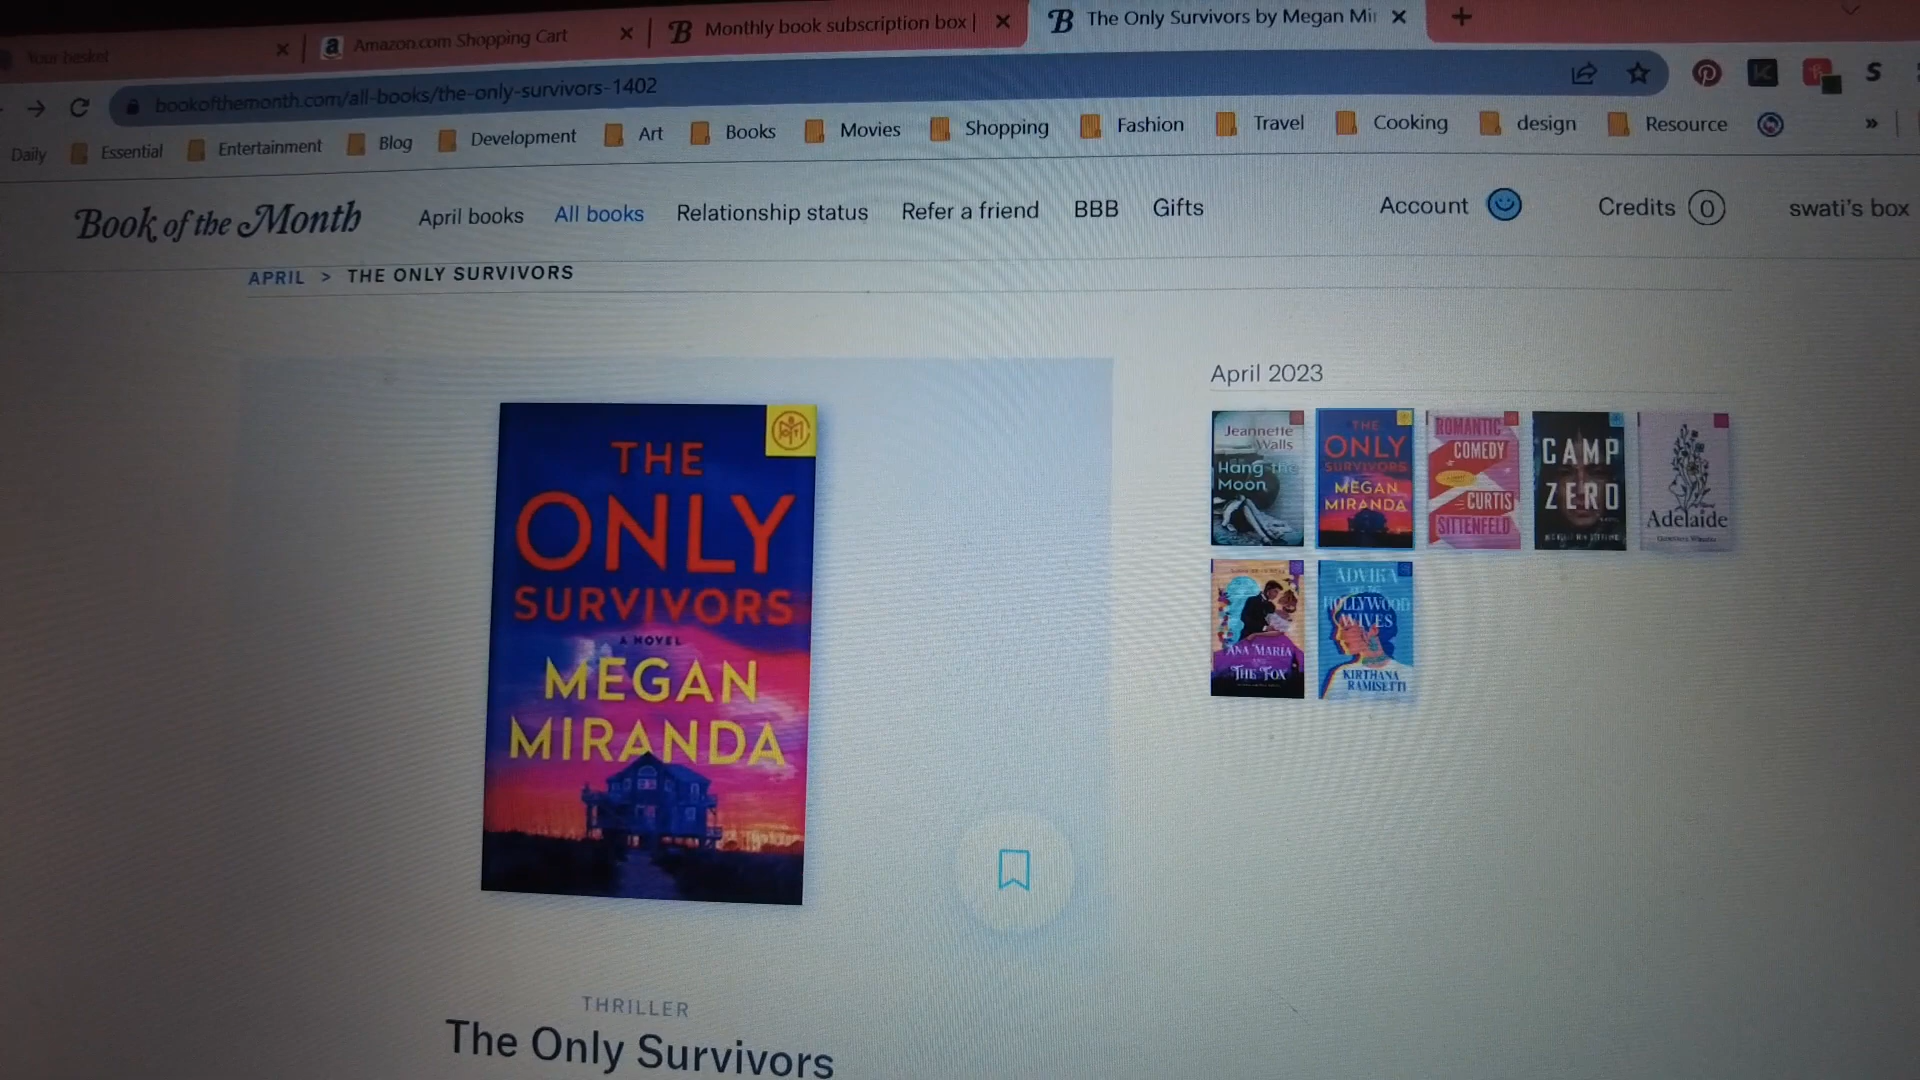 Your basket
Amazon.com Shopping Cart
Monthly book subscription box |
The Only Survivors by Megan Mir
bookofthemonth.com/all-books/the-only-survivors-1402
Daily
Essential
Entertainment
Blog
Development
Art
Books
Movies
Shopping
Fashion
Travel
Cooking
design
Resource
Book of the Month
April books
All books
Relationship status
Refer a friend
BBB
Gifts
Account
Credits 0
swati's box
APRIL > THE ONLY SURVIVORS
THE
ONLY
SURVIVORS
A NOVEL
MEGAN
MIRANDA
April 2023
Jeannette
Walls
Hang the
Moon
THE
ONLY
SURVIVORS
MEGAN
MIRANDA
ROMANTIC
COMEDY
CURTIS
SITTENFELD
CAMP
ZERO
Adelaide
ANA MARÍA
THE FOX
ADVIKA
HOLLYWOOD
WIVES
KIRTHANA
RAMISETTI
THRILLER
The Only Survivors